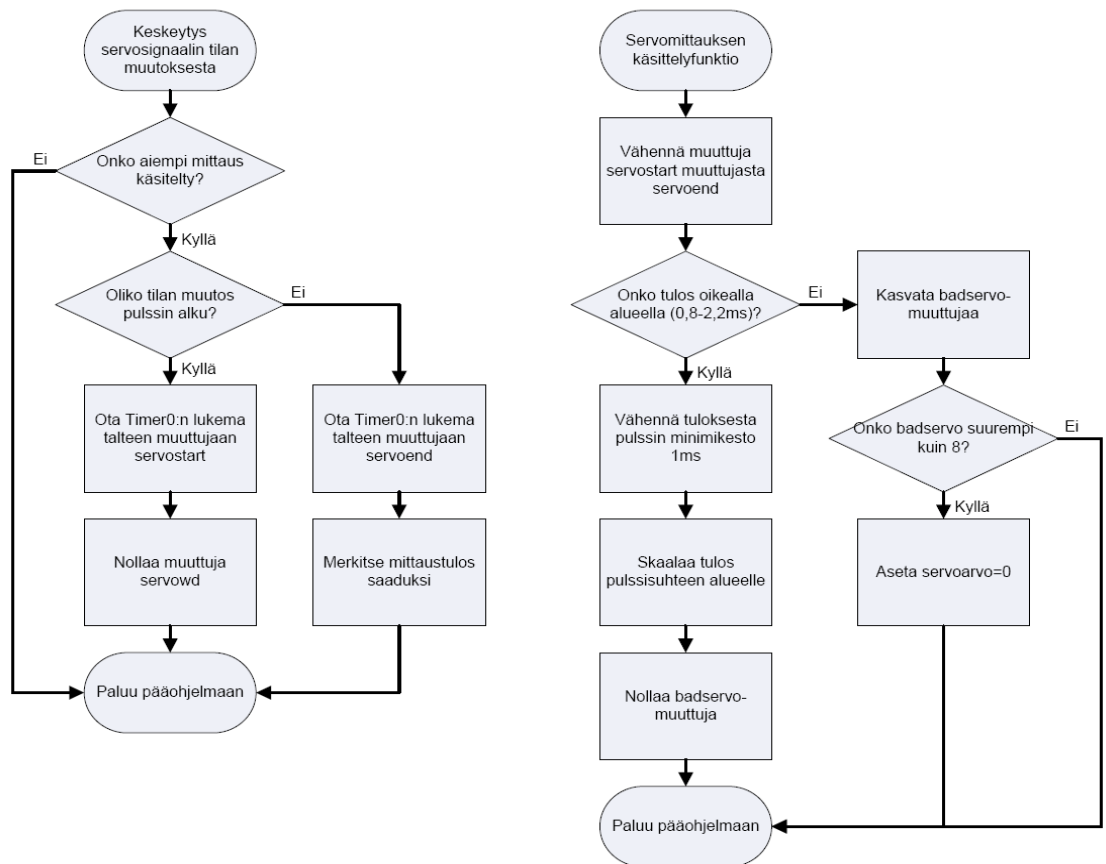 Keskeytys
servosignaalin tilan
muutoksesta
Ei
Onko aiempi mittaus
käsitelty?
Kyllä
Oliko tilan muutos
pulssin alku?
Ei
Kyllä
Ota Timer0:n lukema
talteen muuttujaan
servostart
Ota Timer0:n lukema
talteen muuttujaan
servoend
Nollaa muuttuja
servowd
Merkitse mittaustulos
saaduksi
Paluu pääohjelmaan
Servomittauksen
käsittelyfunktio
Vähennä muuttuja
servostart muuttujasta
servoend
Onko tulos oikealla
alueella (0,8-2,2ms)?
Ei
Kasvata badservo-
muuttujaa
Kyllä
Vähennä tuloksesta
pulssin minimikesto
1ms
Onko badservo suurempi
kuin 8?
Ei
Kyllä
Skaalaa tulos
pulssisuhteen alueelle
Aseta servoarvo=0
Nollaa badservo-
muuttuja
Paluu pääohjelmaan